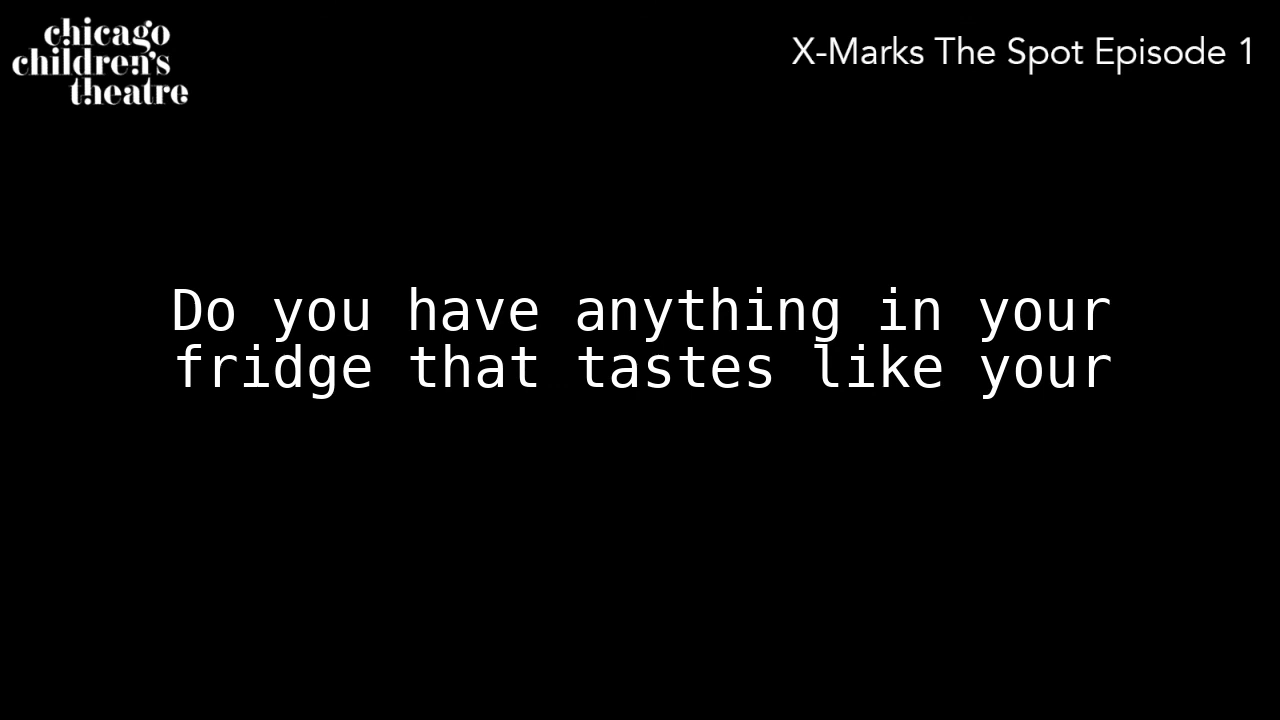 chicago
children's
theatre
X-Marks The Spot Episode 1
Do you have anything in your
fridge that tastes like your